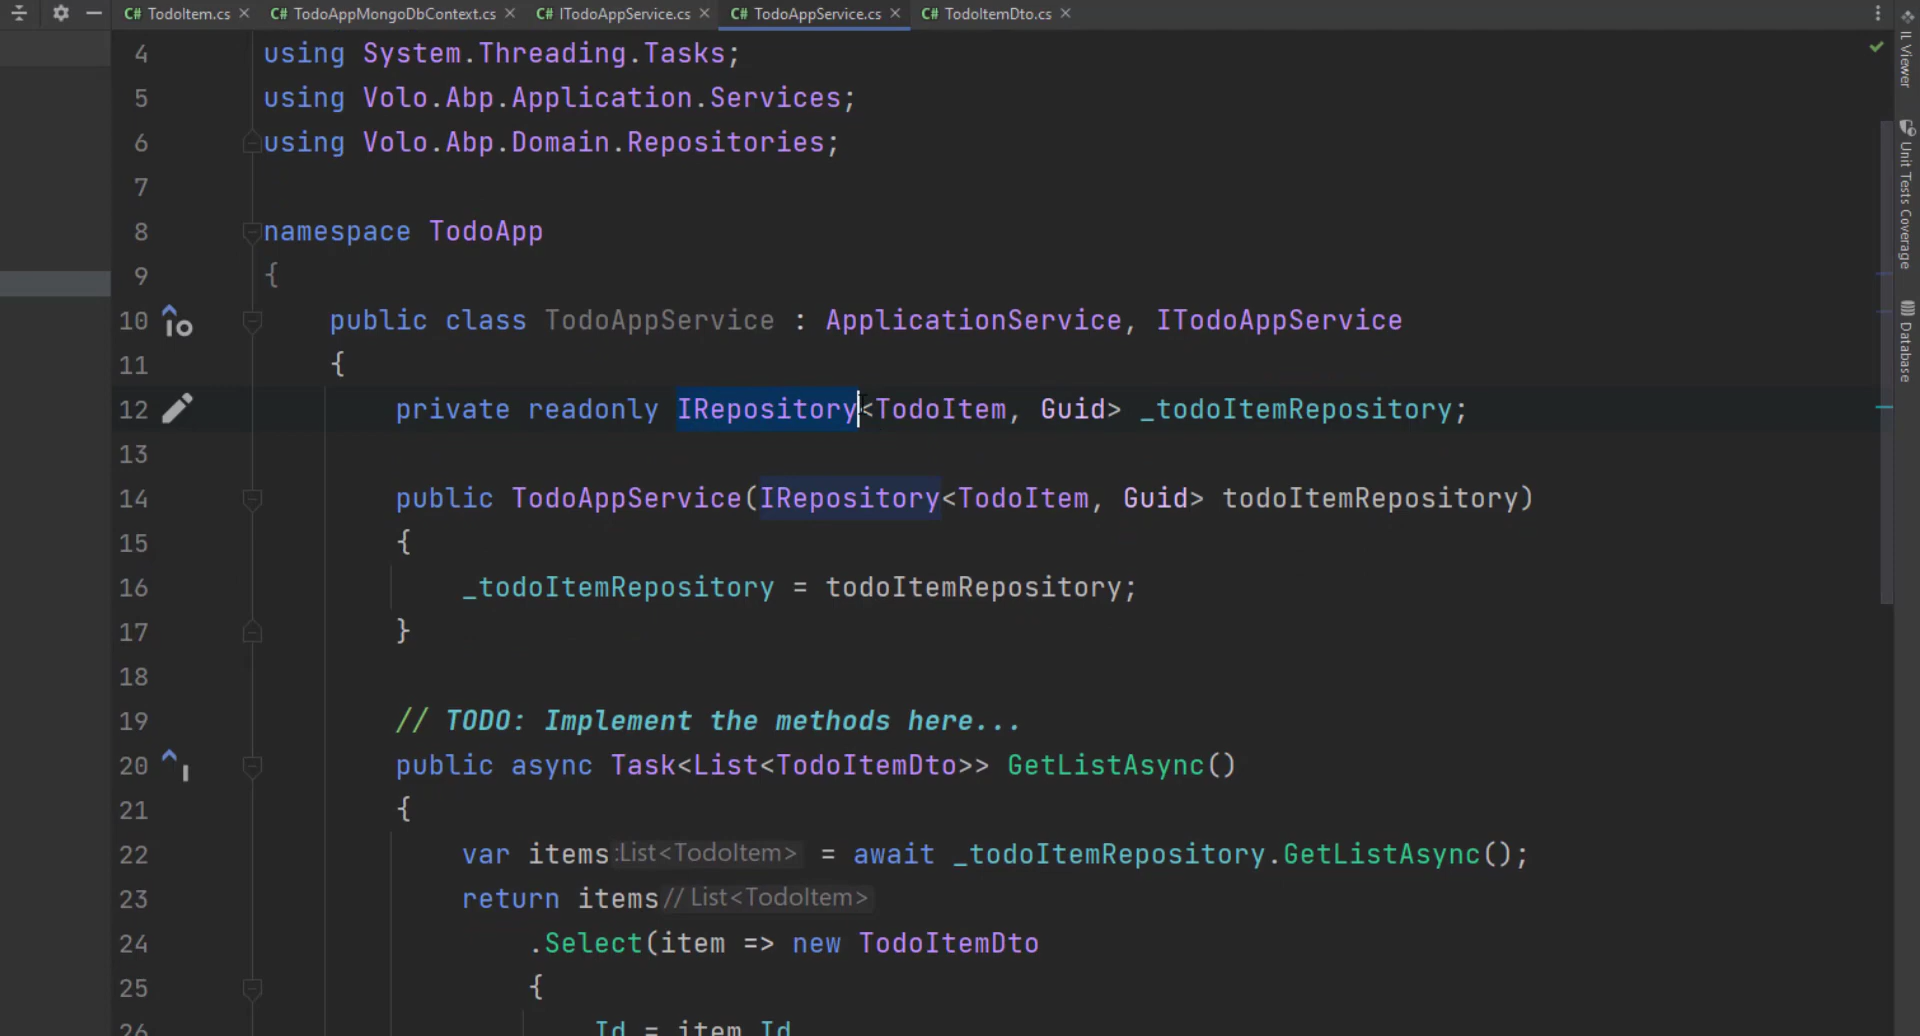 C# TodoItem.cs × C# TodoAppMongoDbContext.cs × C# ITodoAppService.cs × C# TodoAppService.cs × C# TodoItemDto.cs ×
4 using System.Threading.Tasks;
5 using Volo.Abp.Application.Services;
6 using Volo.Abp.Domain.Repositories;
7
8 namespace TodoApp
9 {
10 public class TodoAppService : ApplicationService, ITodoAppService
11 {
12 private readonly IRepository<TodoItem, Guid> _todoItemRepository;
13
14 public TodoAppService(IRepository<TodoItem, Guid> todoItemRepository)
15 {
16 _todoItemRepository = todoItemRepository;
17 }
18
19 // TODO: Implement the methods here...
20 public async Task<List<TodoItemDto>> GetListAsync()
21 {
22 var items :List<TodoItem> = await _todoItemRepository.GetListAsync();
23 return items // List<TodoItem>
24 .Select(item => new TodoItemDto
25 {
26 Id = item.Id
IL Viewer
Unit Tests Coverage
Database